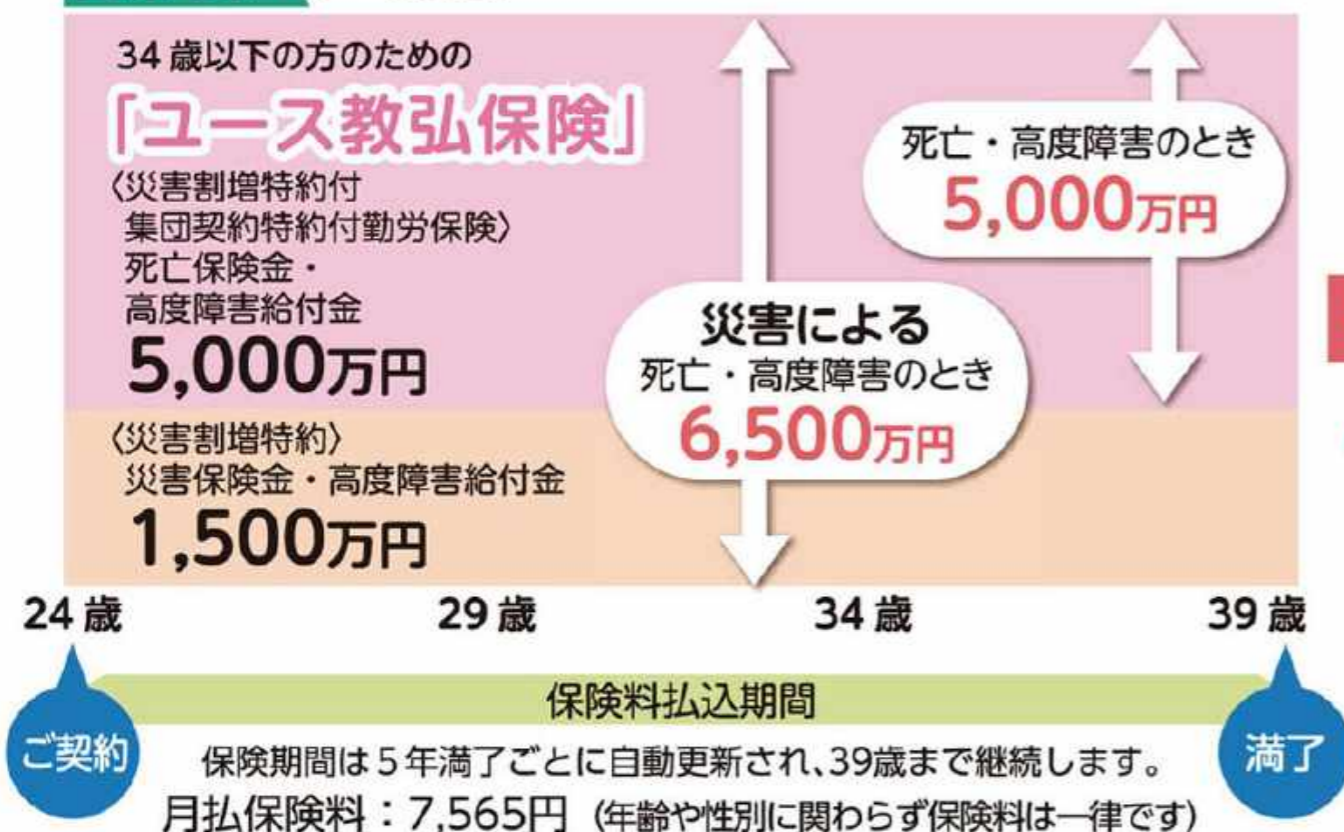 34歳以下の方のための
「ユース教弘保険」
〈災害割増特約付
集団契約特約付勤労保険〉
死亡保険金・
高度障害給付金
5,000万円
〈災害割増特約〉
災害保険金・高度障害給付金
1,500万円
死亡・高度障害のとき
5,000万円
災害による
死亡・高度障害のとき
6,500万円
24歳
29歳
34歳
39歳
保険料払込期間
ご契約
満了
保険期間は5年満了ごとに自動更新され、39歳まで継続します。
月払保険料：7,565円（年齢や性別に関わらず保険料は一律です）